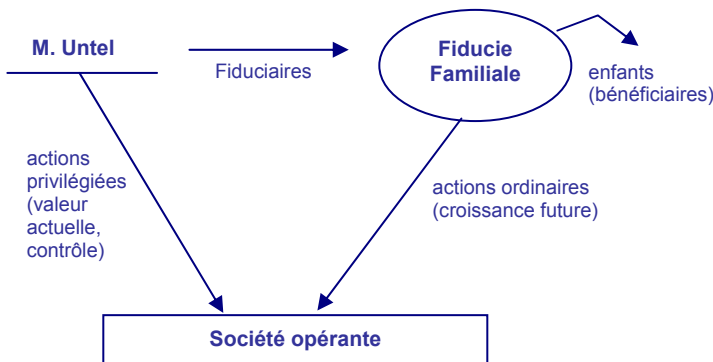 M. Untel
Fiduciaires
Fiducie
Familiale
enfants
(bénéficiaires)
actions
privilégiées
(valeur
actuelle,
contrôle)
actions ordinaires
(croissance future)
Société opérante